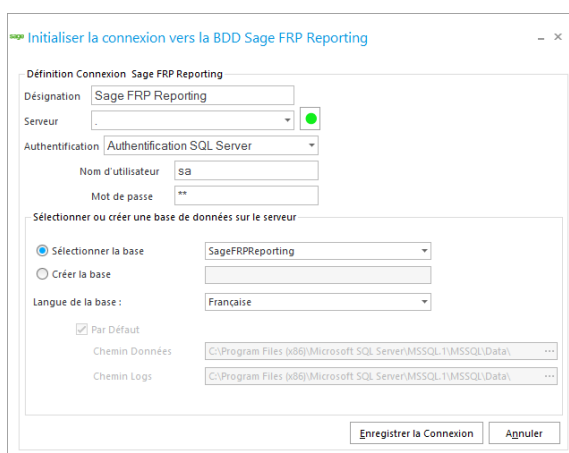 sage Initialiser la connexion vers la BDD Sage FRP Reporting
Définition Connexion Sage FRP Reporting
Désignation Sage FRP Reporting
Serveur .
Authentification Authentification SQL Server
Nom d'utilisateur sa
Mot de passe **
Sélectionner ou créer une base de données sur le serveur
Sélectionner la base SageFRPReporting
Créer la base
Langue de la base : Française
Par Défaut
Chemin Données C:\Program Files (x86)\Microsoft SQL Server\MSSQL.1\MSSQL\Data\ ...
Chemin Logs C:\Program Files (x86)\Microsoft SQL Server\MSSQL.1\MSSQL\Data\ ...
Enregistrer la Connexion Annuler